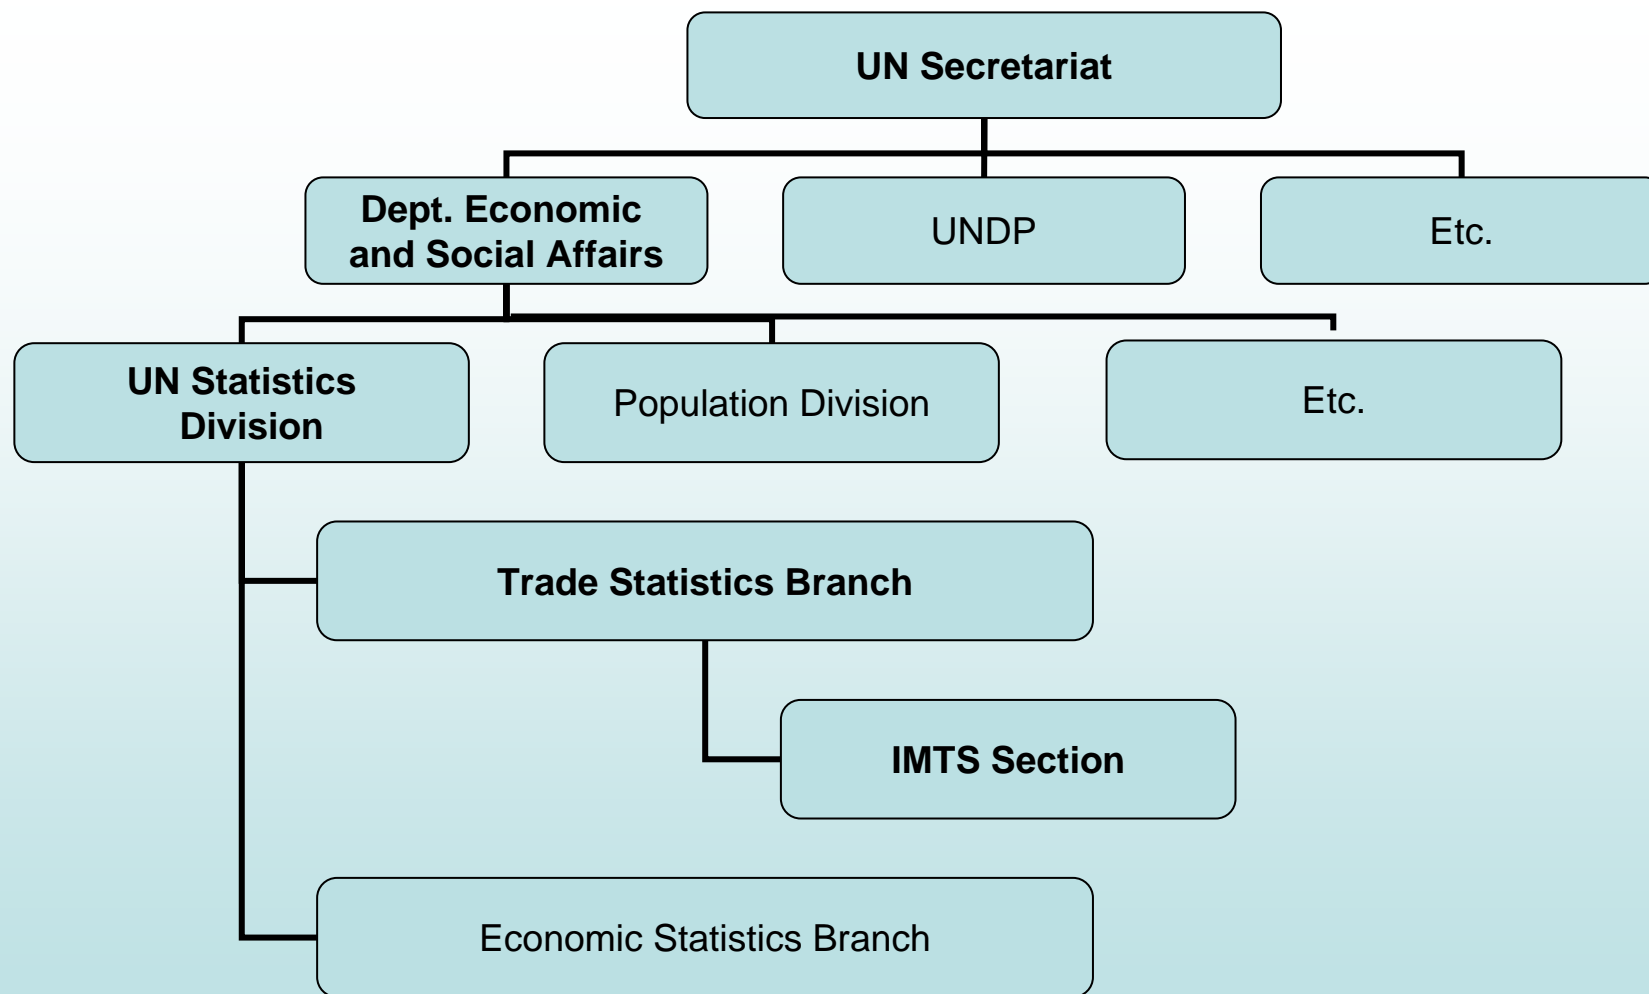 UN Secretariat
Dept. Economic
and Social Affairs
UNDP
Etc.
UN Statistics
Division
Population Division
Etc.
Trade Statistics Branch
IMTS Section
Economic Statistics Branch